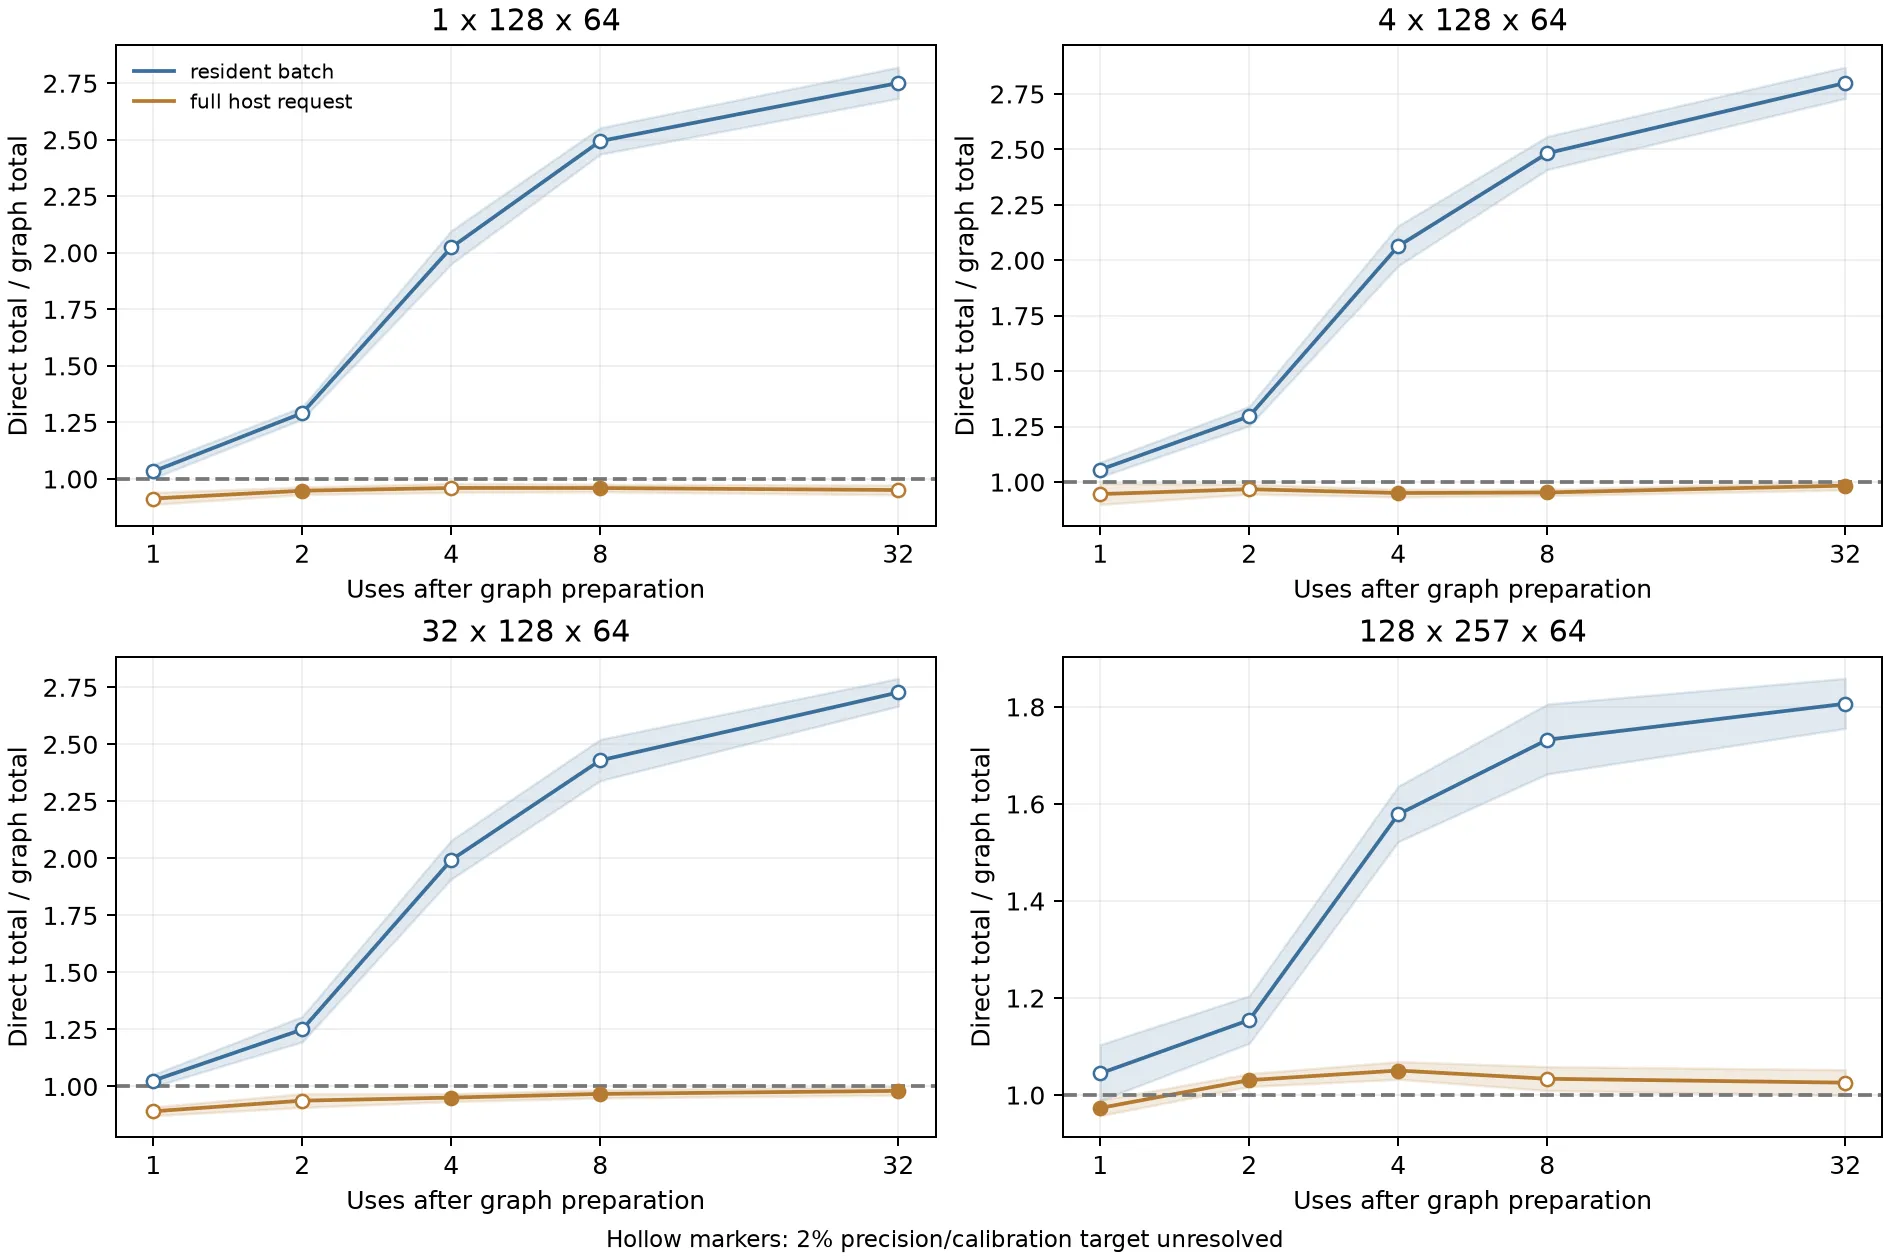 1 x 128 x 64
Direct total / graph total
2.75
2.50
2.25
2.00
1.75
1.50
1.25
1.00
resident batch
full host request
1 2 4 8 32
Uses after graph preparation
4 x 128 x 64
Direct total / graph total
2.75
2.50
2.25
2.00
1.75
1.50
1.25
1.00
1 2 4 8 32
Uses after graph preparation
32 x 128 x 64
Direct total / graph total
2.75
2.50
2.25
2.00
1.75
1.50
1.25
1.00
1 2 4 8 32
Uses after graph preparation
128 x 257 x 64
Direct total / graph total
1.8
1.6
1.4
1.2
1.0
1 2 4 8 32
Uses after graph preparation
Hollow markers: 2% precision/calibration target unresolved